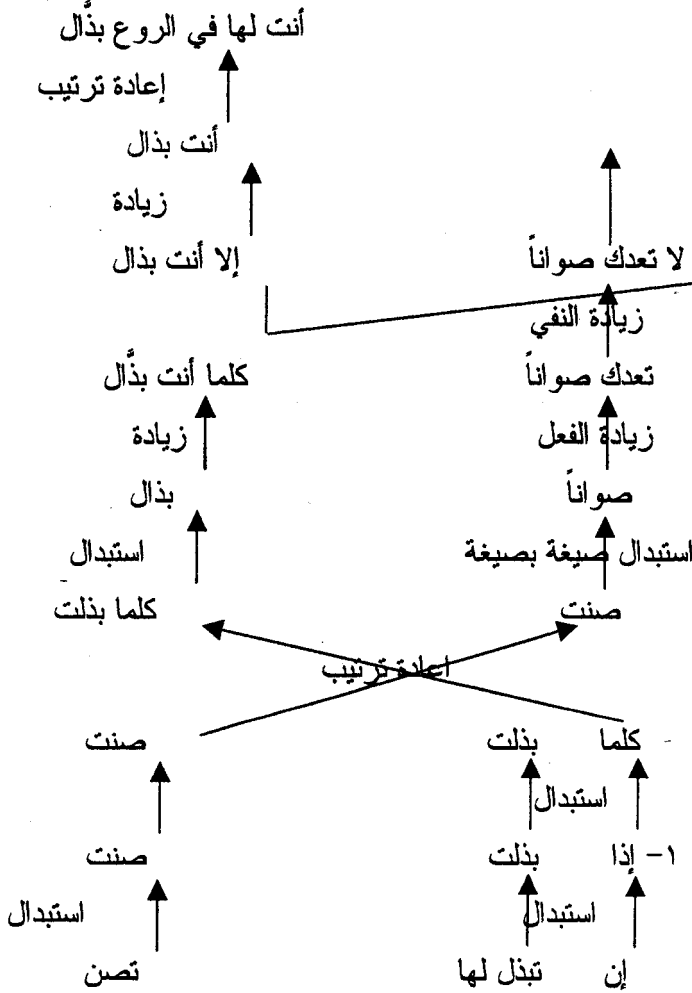 أنت لها في الروع بذَّال
إعادة ترتيب
أنت بذال
زيادة
لا تعدك صواناً إلا أنت بذال
زيادة النفي
تعدك صواناً كلما أنت بذَّال
زيادة الفعل زيادة
صواناً بذال
استبدال صيغة بصيغة استبدال
صنت كلما بذلت
اعادة ترتيب
كلما بذلت صنت
استبدال
١- إذا بذلت صنت
استبدال استبدال
إن تبذل لها تصن